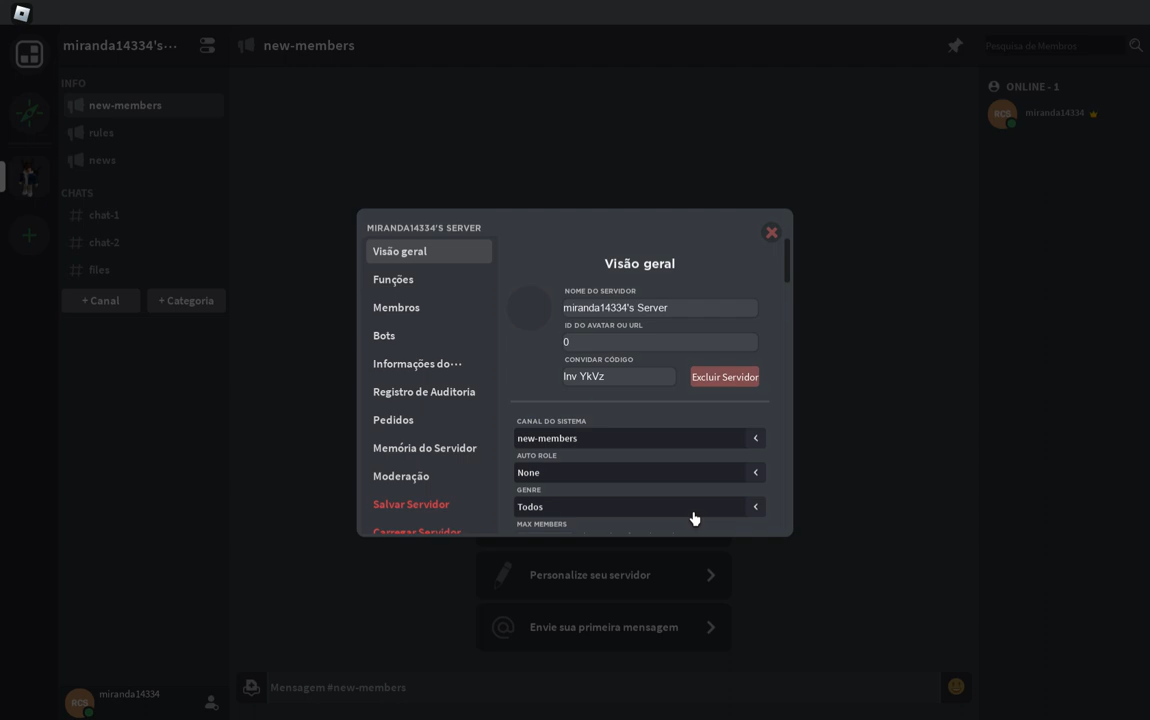 miranda14334's···
new-members
Pesquisa de Membros
INFO
new-members
rules
news
CHATS
chat-1
chat-2
files
+ Canal
+ Categoria
ONLINE - 1
RCS
miranda14334
MIRANDA14334'S SERVER
Visão geral
Funções
Membros
Bots
Informações do···
Registro de Auditoria
Pedidos
Memória do Servidor
Moderação
Salvar Servidor
Carregar Servidor
Visão geral
NOME DO SERVIDOR
miranda14334's Server
ID DO AVATAR OU URL
0
CONVIDAR CÓDIGO
Inv YkVz
Excluir Servidor
CANAL DO SISTEMA
new-members
AUTO ROLE
None
GENRE
Todos
MAX MEMBERS
Personalize seu servidor
Envie sua primeira mensagem
RCS
miranda14334
Mensagem #new-members